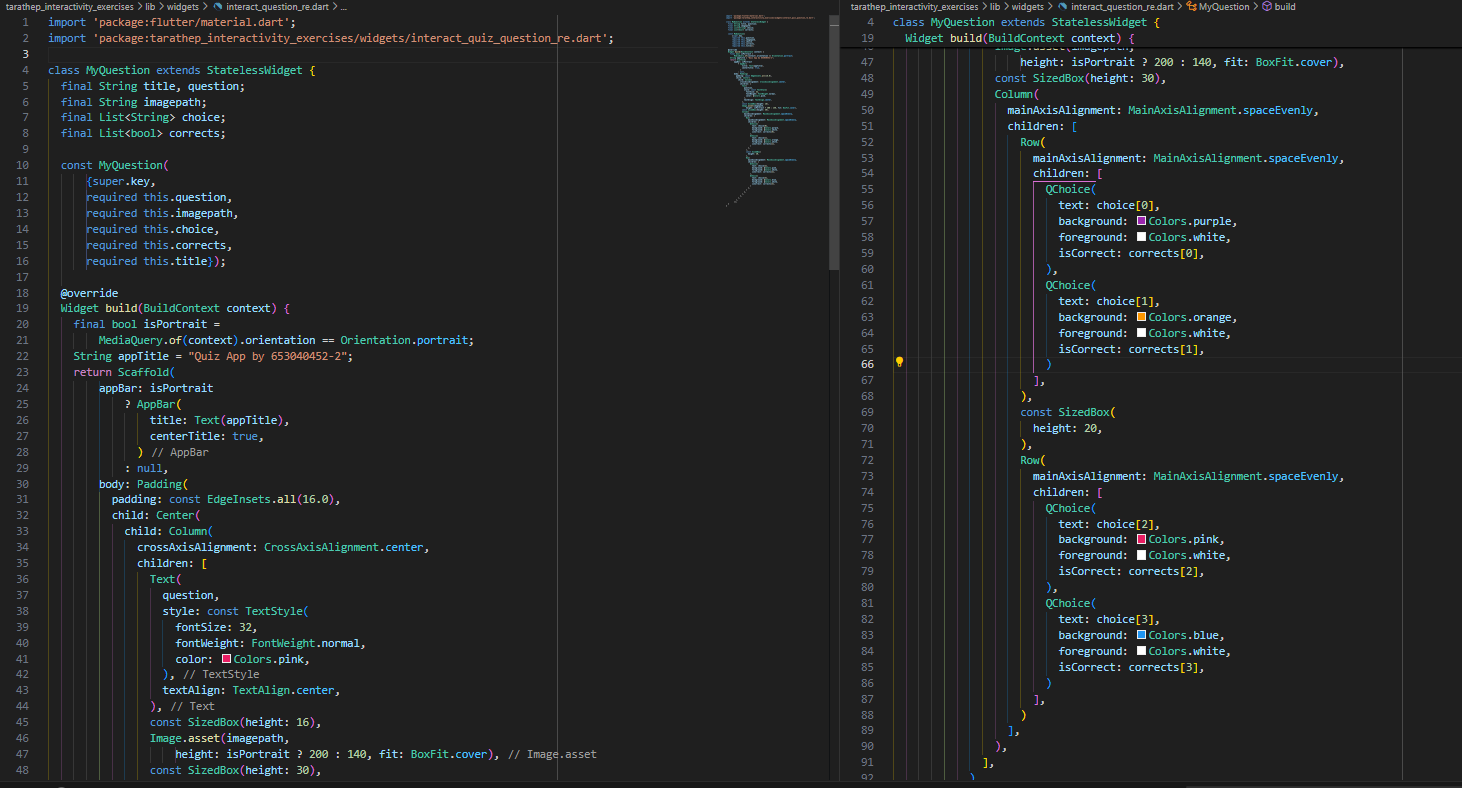 tarathep_interactivity_exercises > lib > widgets > interact_question_re.dart > ...
1 import 'package:flutter/material.dart';
2 import 'package:tarathep_interactivity_exercises/widgets/interact_quiz_question_re.dart';
3
4 class MyQuestion extends StatelessWidget {
5 final String title, question;
6 final String imagepath;
7 final List<String> choice;
8 final List<bool> corrects;
9
10 const MyQuestion(
11 {super.key,
12 required this.question,
13 required this.imagepath,
14 required this.choice,
15 required this.corrects,
16 required this.title});
17
18 @override
19 Widget build(BuildContext context) {
20 final bool isPortrait =
21 MediaQuery.of(context).orientation == Orientation.portrait;
22 String appTitle = "Quiz App by 653040452-2";
23 return Scaffold(
24 appBar: isPortrait
25 ? AppBar(
26 title: Text(appTitle),
27 centerTitle: true,
28 ) // AppBar
29 : null,
30 body: Padding(
31 padding: const EdgeInsets.all(16.0),
32 child: Center(
33 child: Column(
34 crossAxisAlignment: CrossAxisAlignment.center,
35 children: [
36 Text(
37 question,
38 style: const TextStyle(
39 fontSize: 32,
40 fontWeight: FontWeight.normal,
41 color: Colors.pink,
42 ), // TextStyle
43 textAlign: TextAlign.center,
44 ), // Text
45 const SizedBox(height: 16),
46 Image.asset(imagepath,
47 height: isPortrait ? 200 : 140, fit: BoxFit.cover), // Image.asset
48 const SizedBox(height: 30),
tarathep_interactivity_exercises > lib > widgets > interact_question_re.dart > MyQuestion > build
4 class MyQuestion extends StatelessWidget {
19 Widget build(BuildContext context) {
46 Image.asset(imagepath,
47 height: isPortrait ? 200 : 140, fit: BoxFit.cover),
48 const SizedBox(height: 30),
49 Column(
50 mainAxisAlignment: MainAxisAlignment.spaceEvenly,
51 children: [
52 Row(
53 mainAxisAlignment: MainAxisAlignment.spaceEvenly,
54 children: [
55 QChoice(
56 text: choice[0],
57 background: Colors.purple,
58 foreground: Colors.white,
59 isCorrect: corrects[0],
60 ),
61 QChoice(
62 text: choice[1],
63 background: Colors.orange,
64 foreground: Colors.white,
65 isCorrect: corrects[1],
66 )
67 ],
68 ),
69 const SizedBox(
70 height: 20,
71 ),
72 Row(
73 mainAxisAlignment: MainAxisAlignment.spaceEvenly,
74 children: [
75 QChoice(
76 text: choice[2],
77 background: Colors.pink,
78 foreground: Colors.white,
79 isCorrect: corrects[2],
80 ),
81 QChoice(
82 text: choice[3],
83 background: Colors.blue,
84 foreground: Colors.white,
85 isCorrect: corrects[3],
86 )
87 ],
88 )
89 ],
90 ),
91 ],
92 )